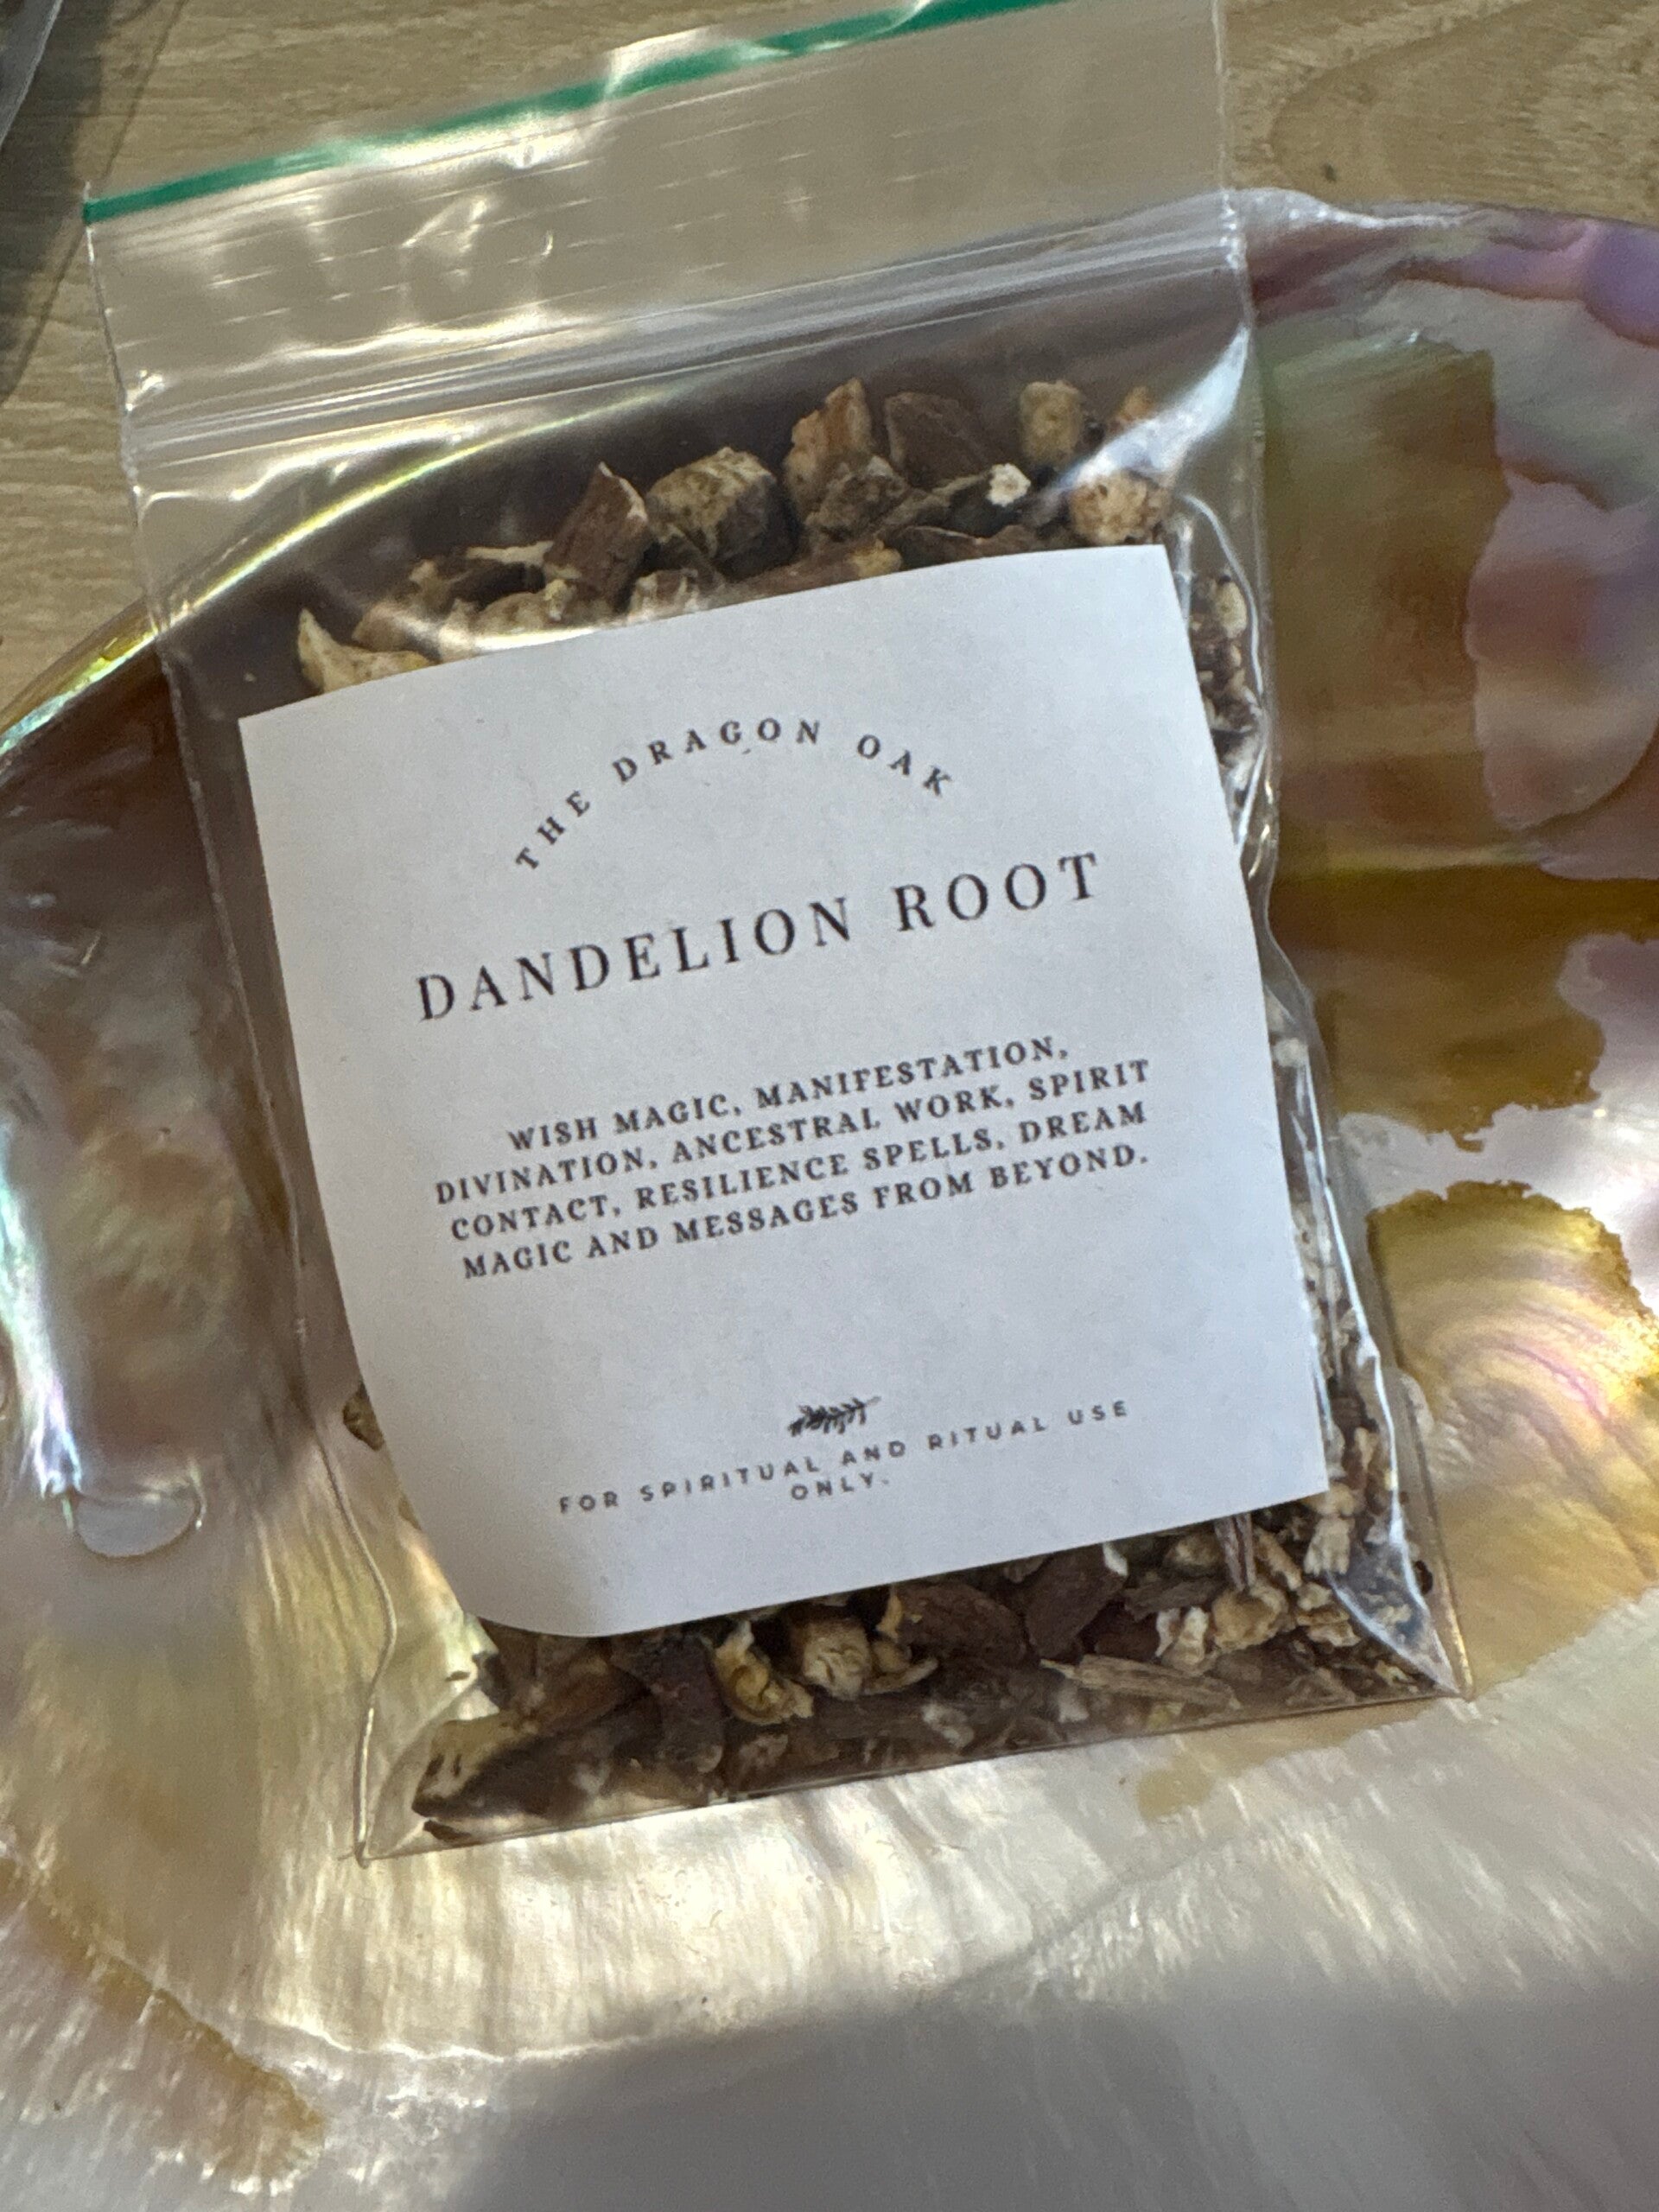 THE DRAGON OAK
DANDELION ROOT
WISH MAGIC, MANIFESTATION,
DIVINATION, ANCESTRAL WORK, SPIRIT
CONTACT, RESILIENCE SPELLS, DREAM
MAGIC AND MESSAGES FROM BEYOND.
FOR SPIRITUAL AND RITUAL USE
ONLY.